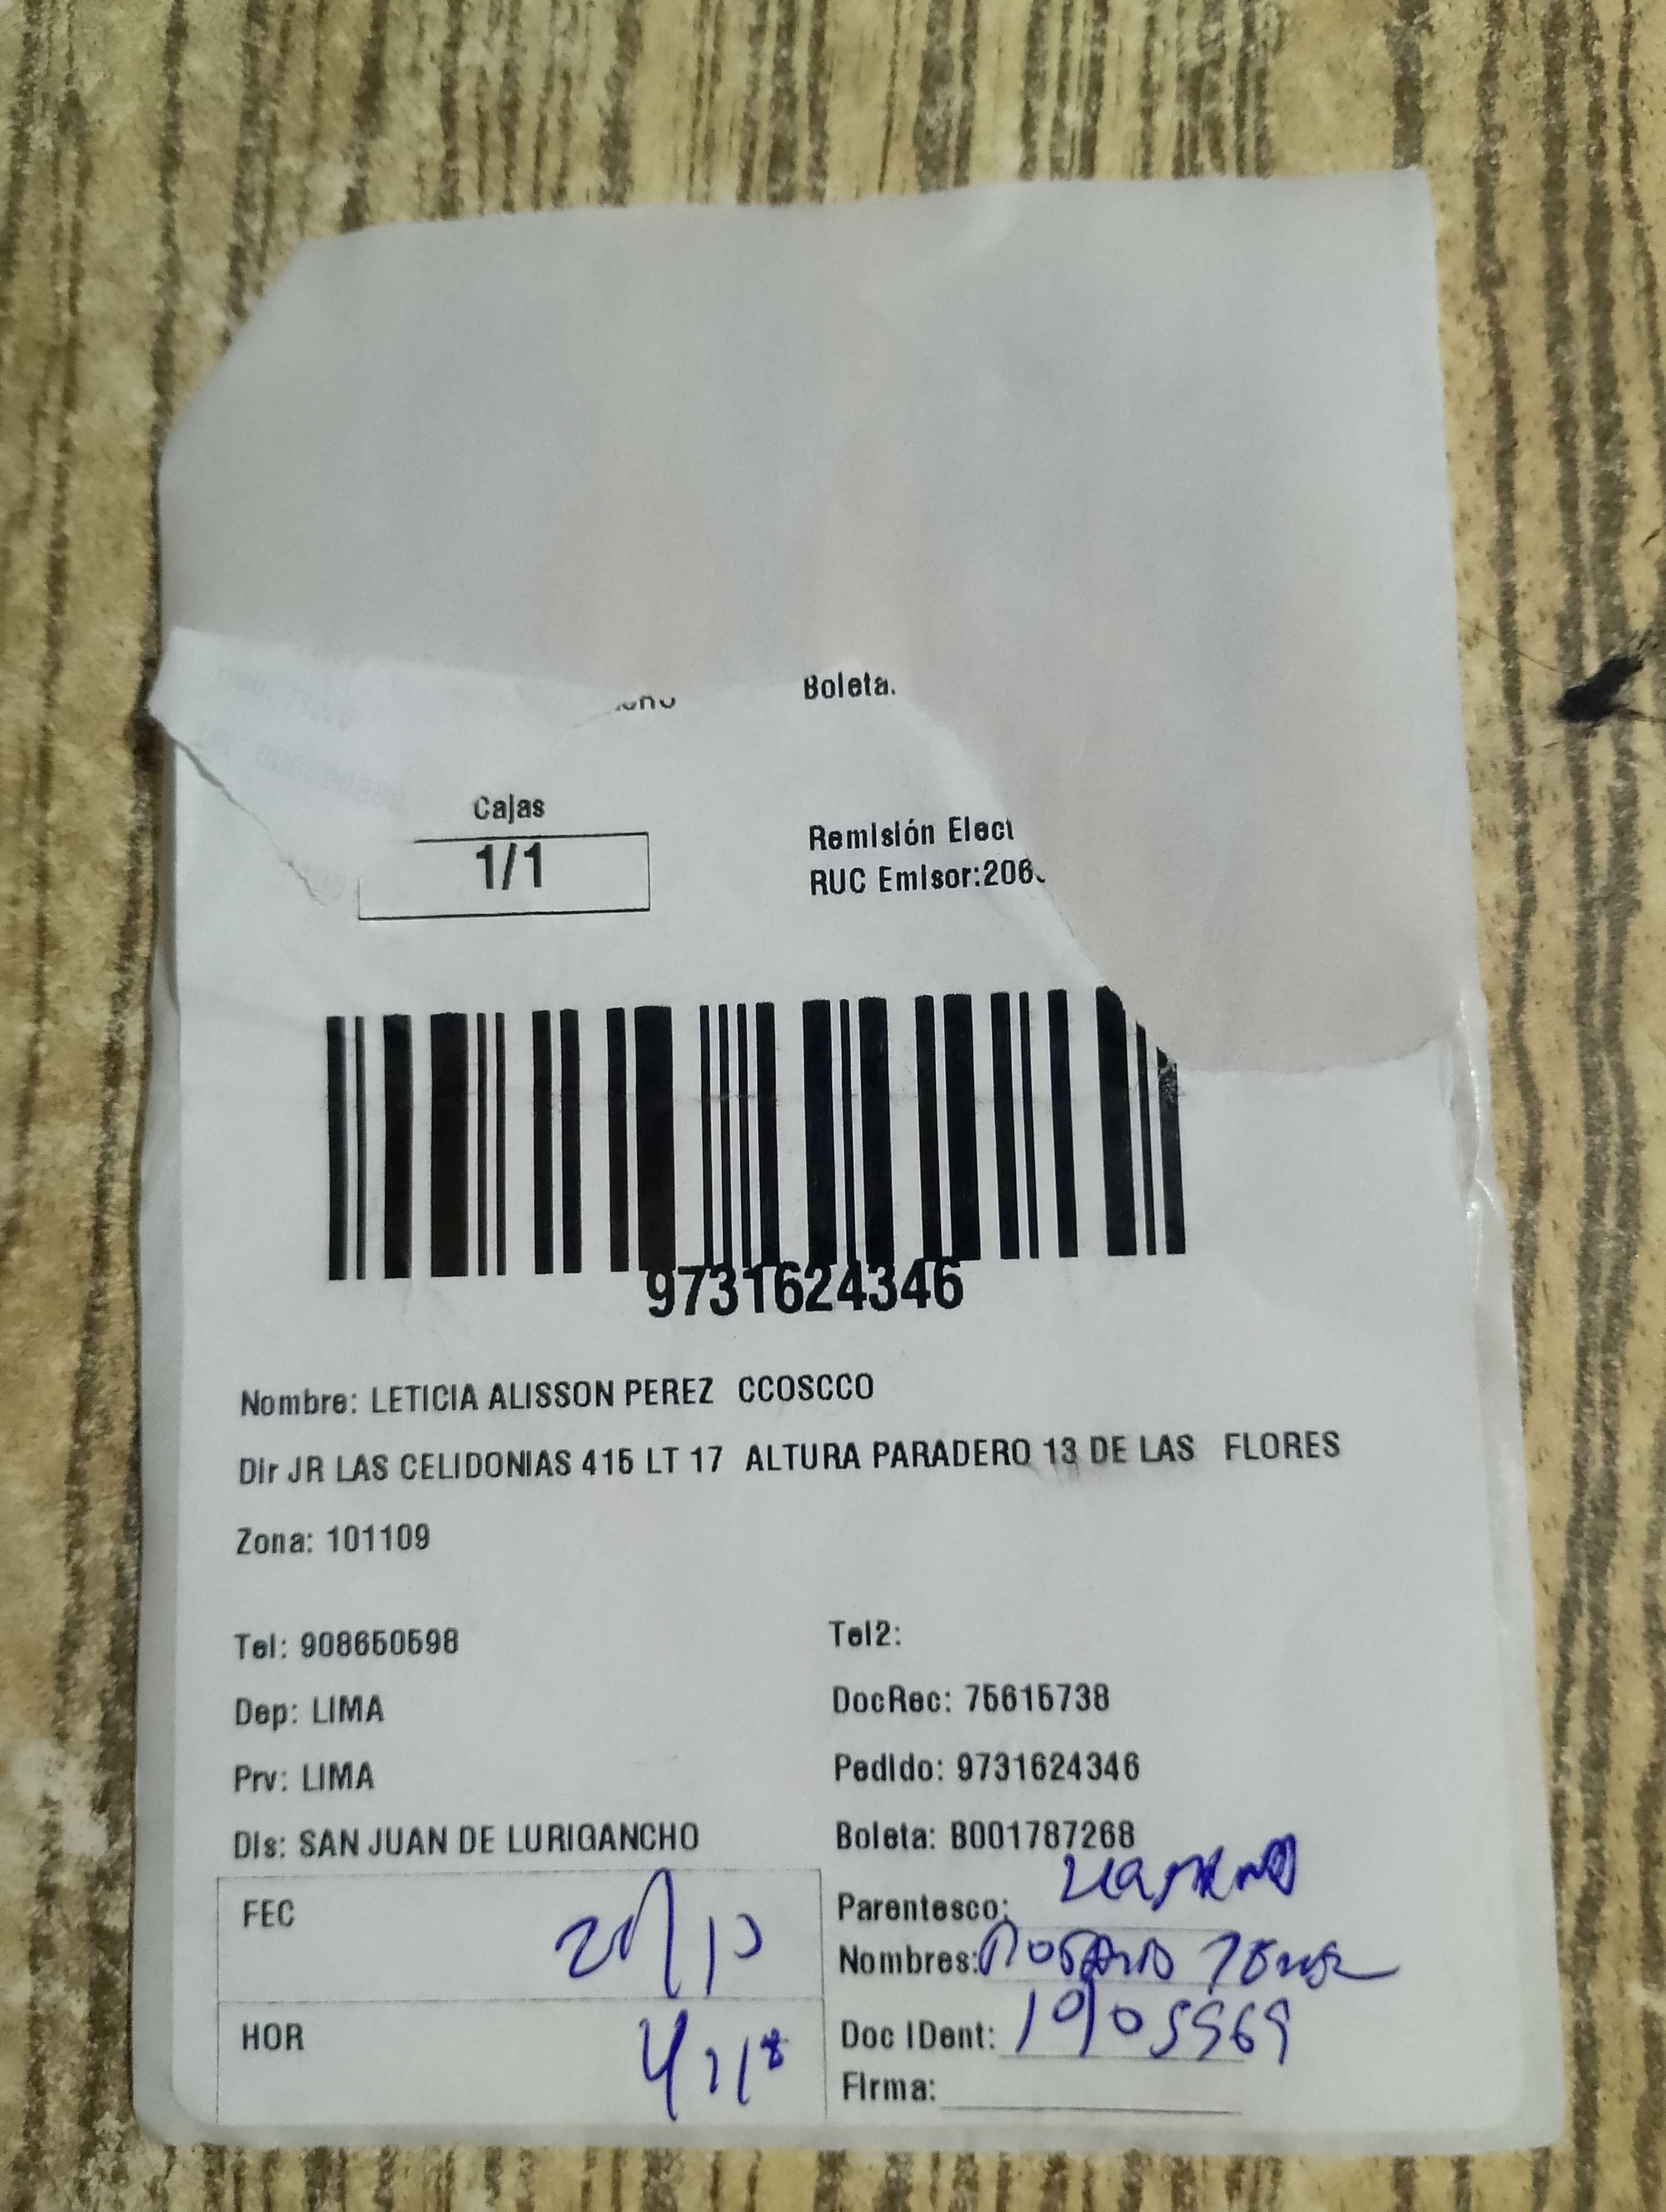 Boleta.
Cajas
1/1
Remisión Elect
RUC Emisor:206
9731624346
Nombre: LETICIA ALISSON PEREZ CCOSCCO
Dir JR LAS CELIDONIAS 415 LT 17 ALTURA PARADERO 13 DE LAS FLORES
Zona: 101109
Tel: 908650598
Tel2:
Dep: LIMA
DocRec: 75615738
Prv: LIMA
Pedido: 9731624346
Dis: SAN JUAN DE LURIGANCHO
Boleta: B001787268
FEC
Parentesco:
Nombres:
HOR
Doc IDent:
Firma: